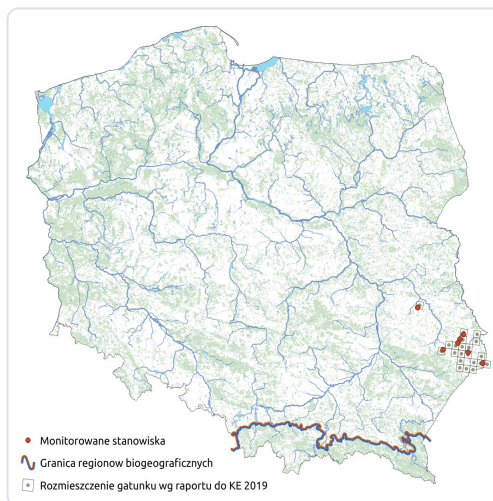 Monitorowane stanowiska
Granica regionow biogeograficznych
Rozmieszczenie gatunku wg raportu do KE 2019